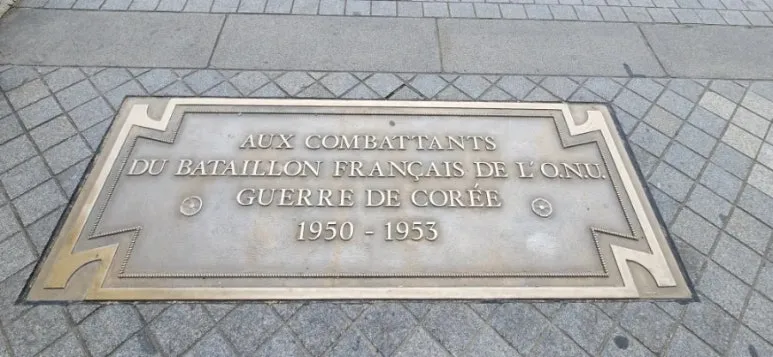 AUX COMBATTANTS
DU BATAILLON FRANÇAIS DE L'O.N.U.
GUERRE DE CORÉE
1950 - 1953